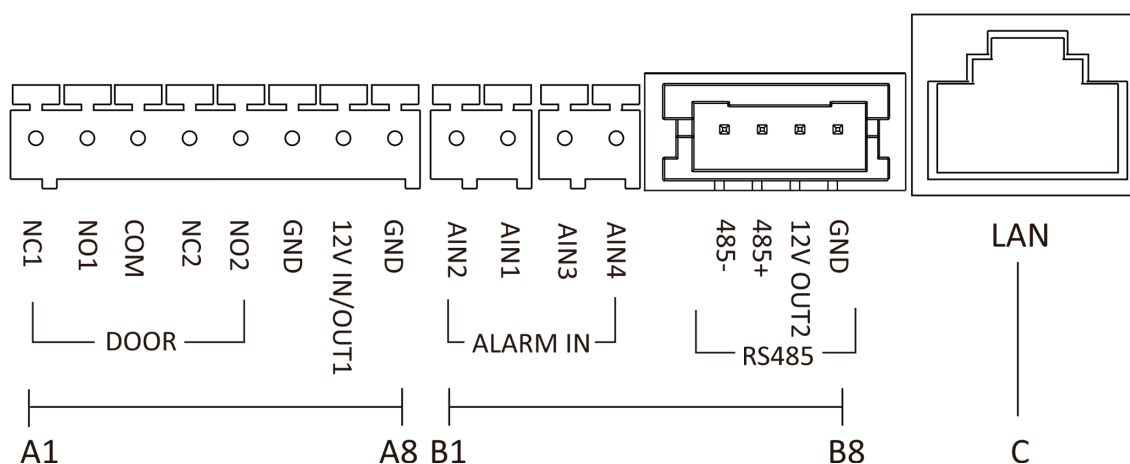 NC1 NO1 COM NC2 NO2 GND 12V IN/OUT1 GND AIN2 AIN1 AIN3 AIN4 485- 485+ 12V OUT2 GND LAN
DOOR ALARM IN RS485
A1 A8 B1 B8 C